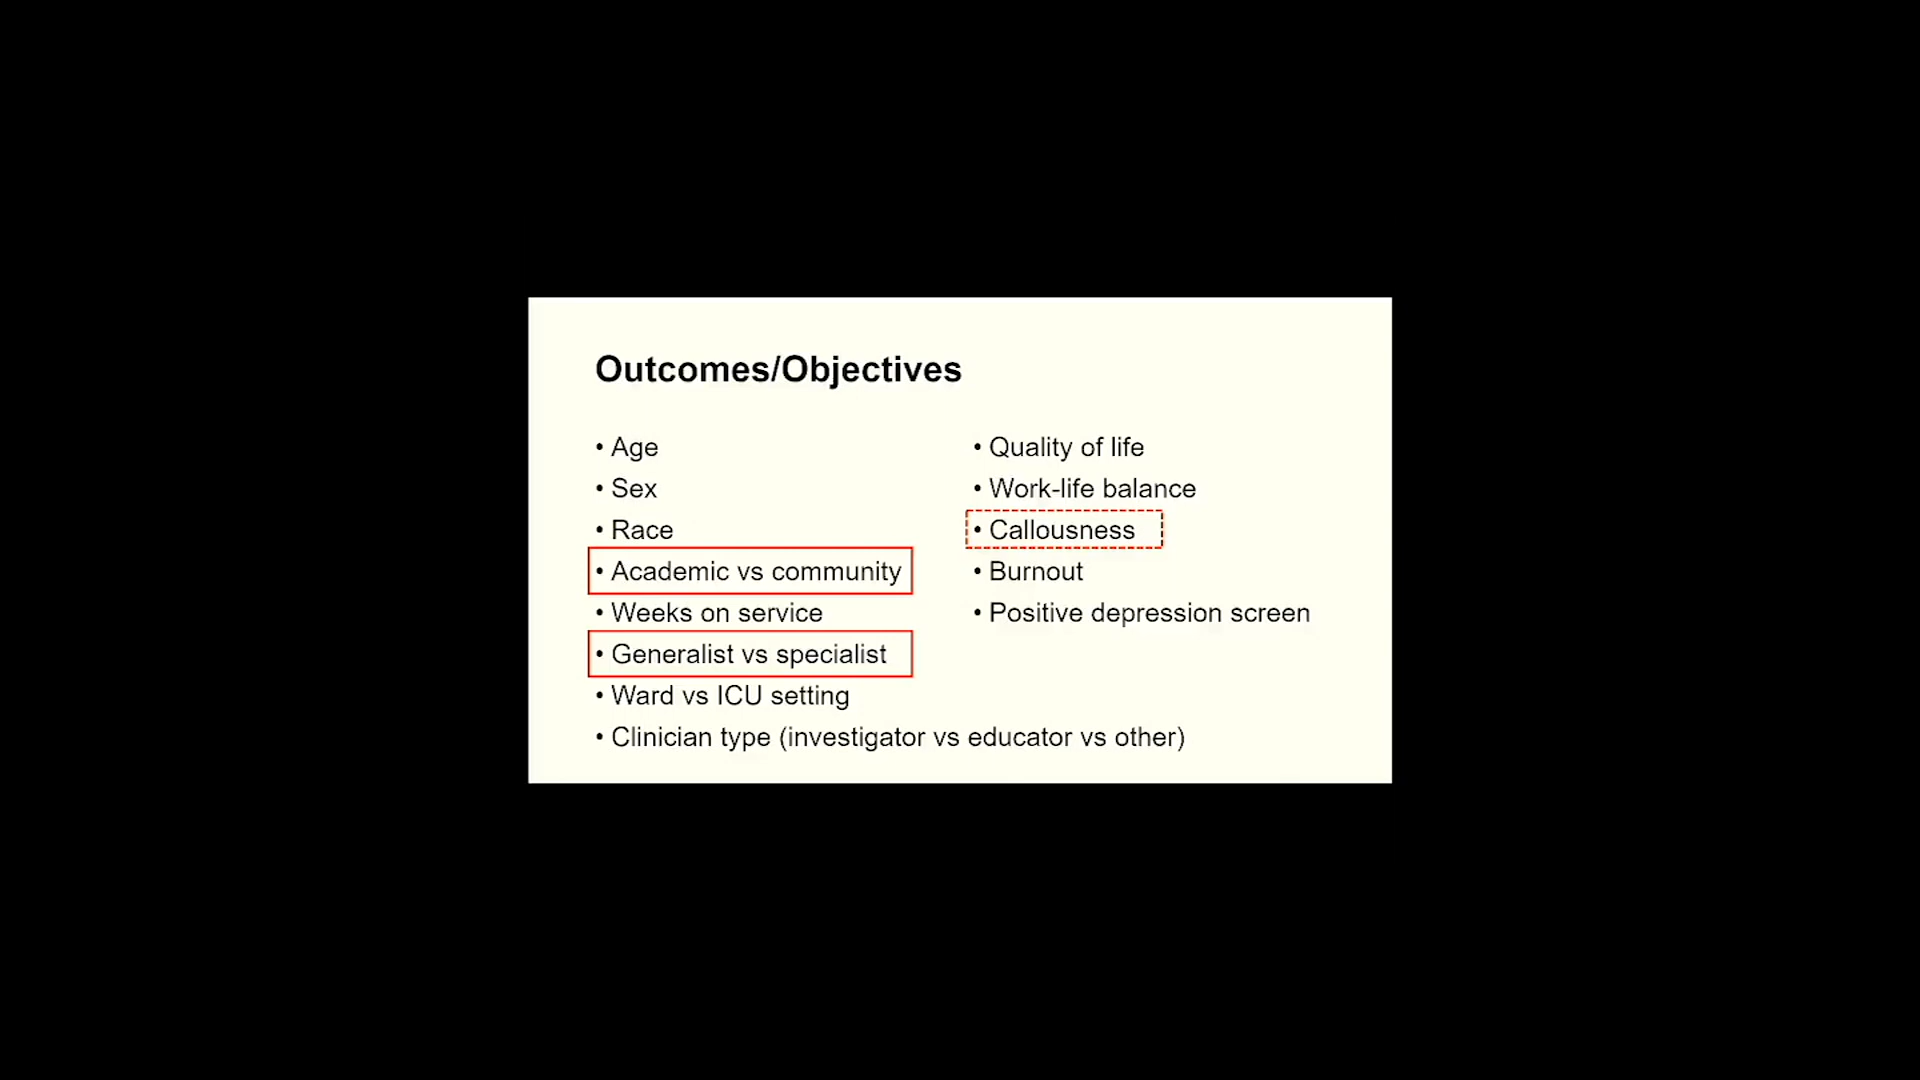 Outcomes/Objectives
• Age
• Sex
• Race
• Academic vs community
• Weeks on service
• Generalist vs specialist
• Ward vs ICU setting
• Clinician type (investigator vs educator vs other)
• Quality of life
• Work-life balance
• Callousness
• Burnout
• Positive depression screen